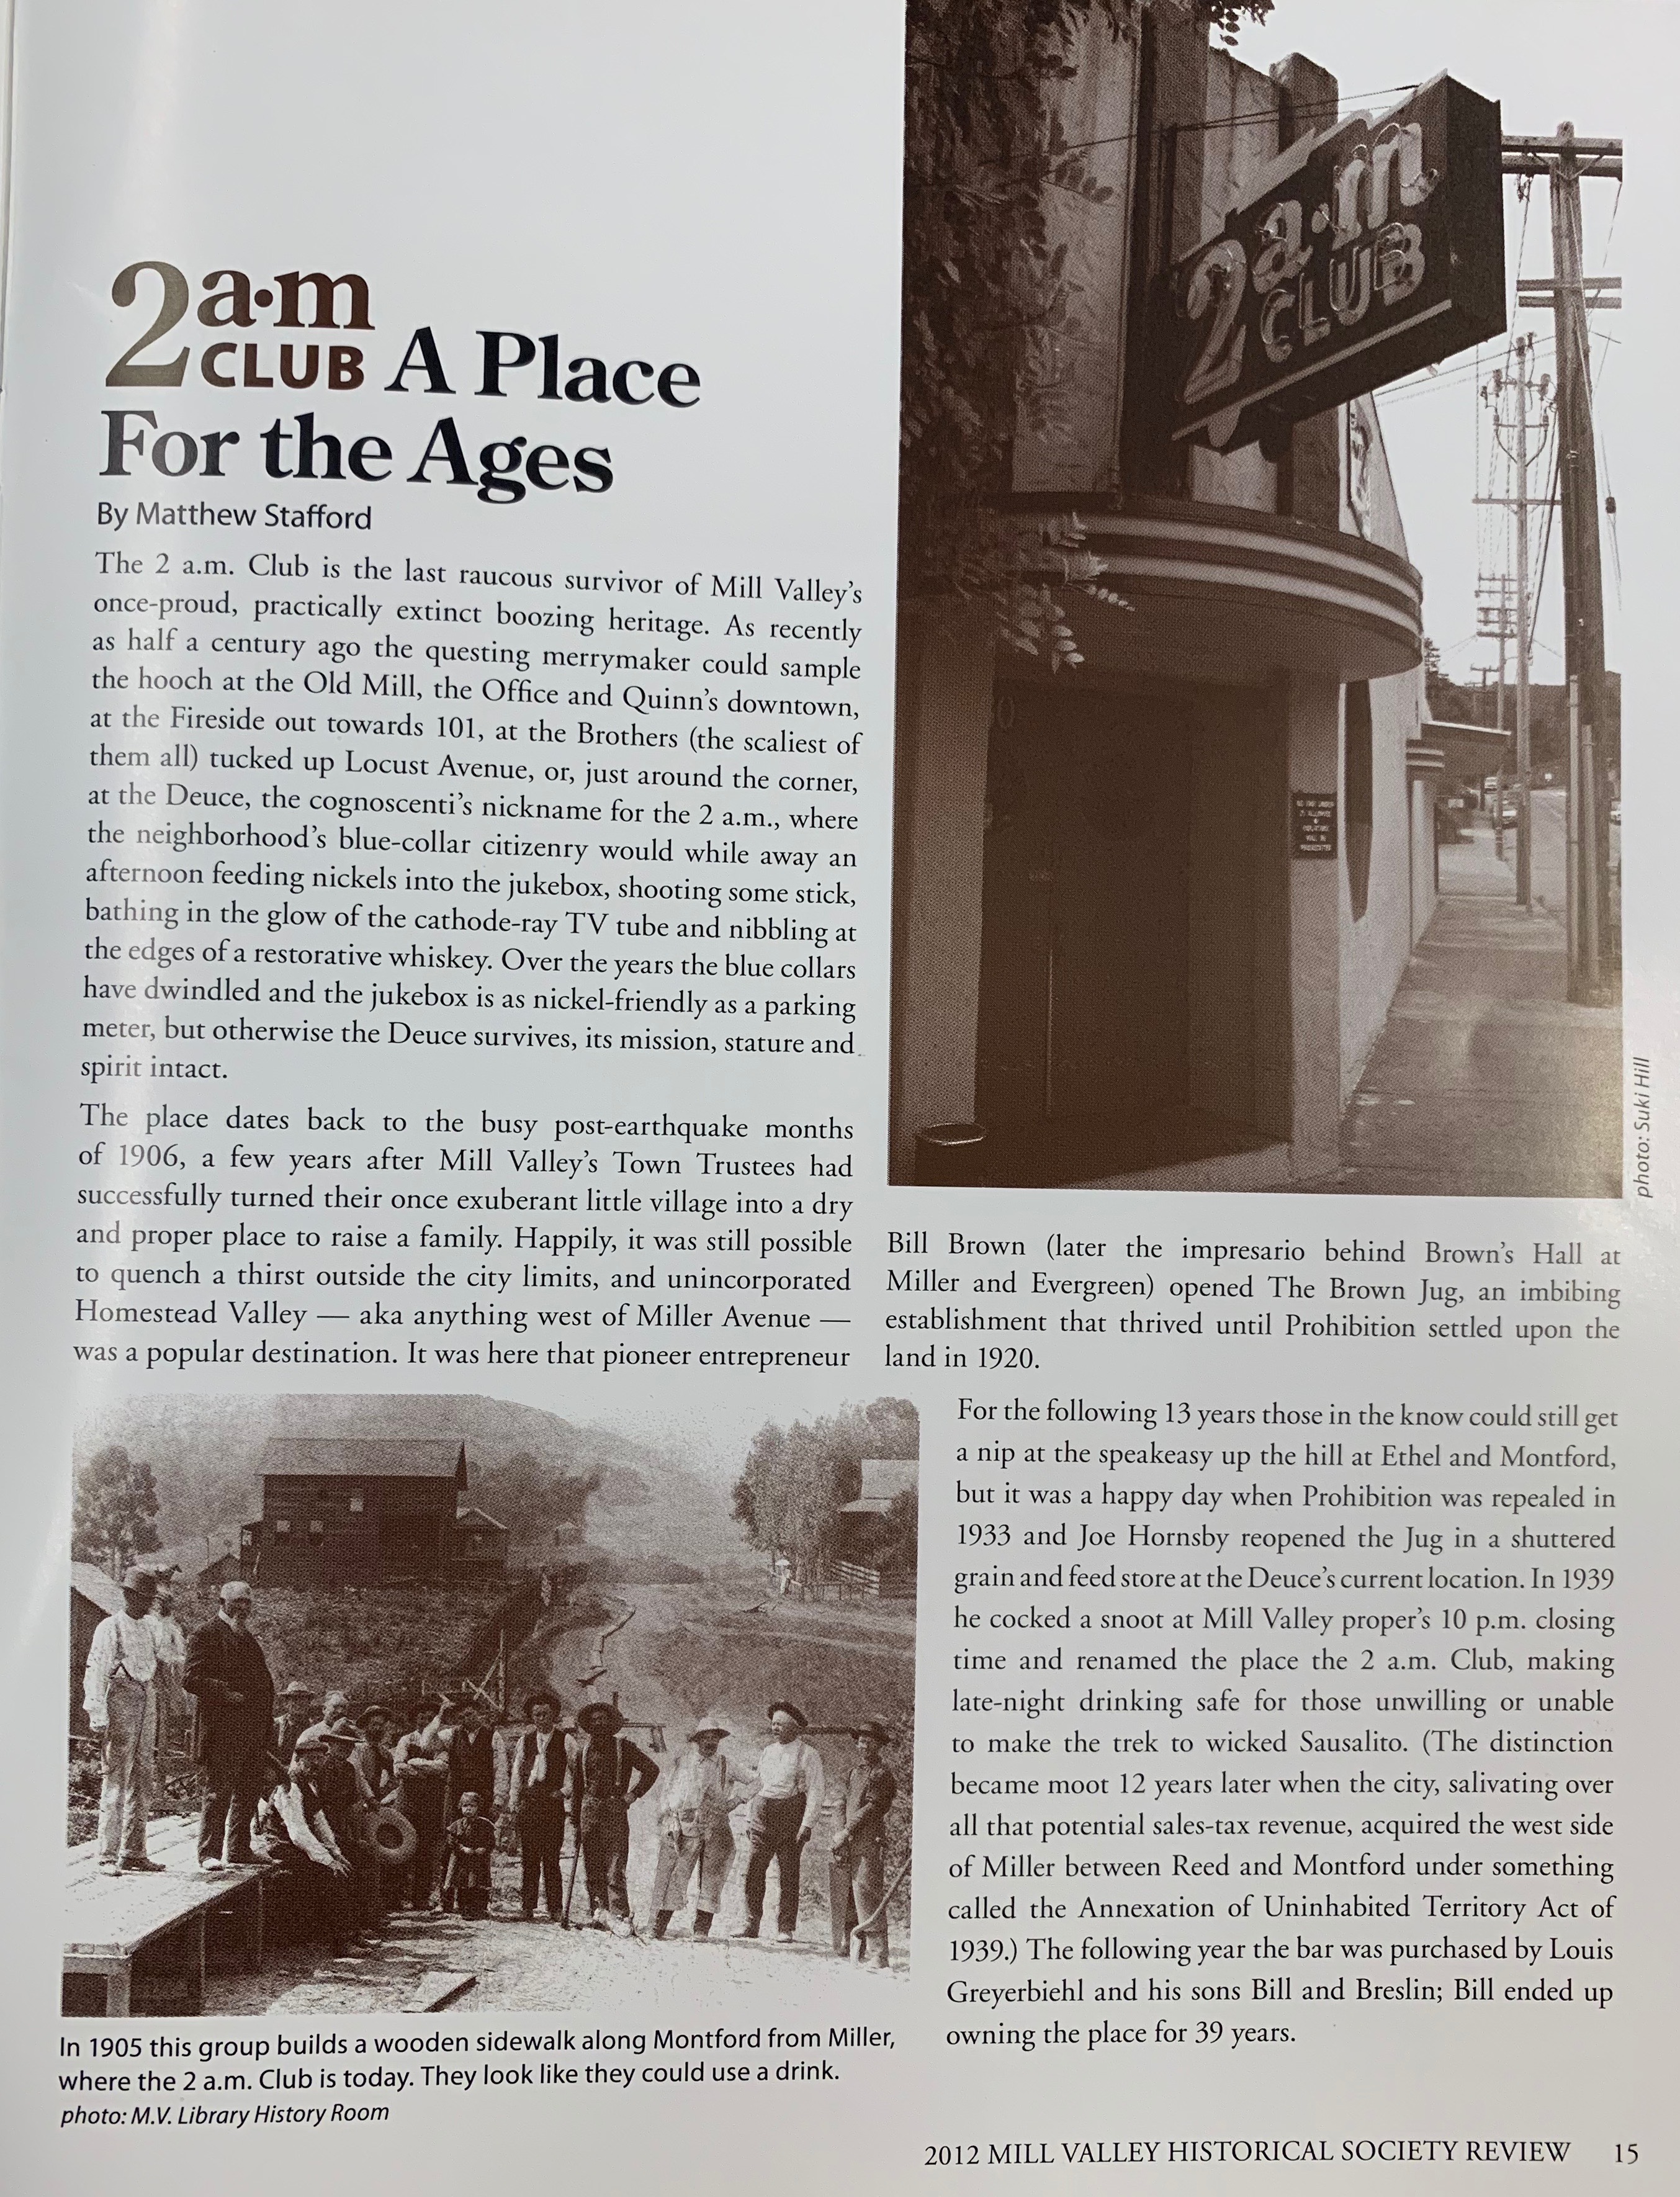 2 a.m CLUB A Place
For the Ages
By Matthew Stafford
The 2 a.m. Club is the last raucous survivor of Mill Valley's
once-proud, practically extinct boozing heritage. As recently
as half a century ago the questing merrymaker could sample
the hooch at the Old Mill, the Office and Quinn's downtown,
at the Fireside out towards 101, at the Brothers (the scaliest of
them all) tucked up Locust Avenue, or, just around the corner,
at the Deuce, the cognoscenti's nickname for the 2 a.m., where
the neighborhood's blue-collar citizenry would while away an
afternoon feeding nickels into the jukebox, shooting some stick,
bathing in the glow of the cathode-ray TV tube and nibbling at
the edges of a restorative whiskey. Over the years the blue collars
have dwindled and the jukebox is as nickel-friendly as a parking
meter, but otherwise the Deuce survives, its mission, stature and
spirit intact.
The place dates back to the busy post-earthquake months
of 1906, a few years after Mill Valley's Town Trustees had
successfully turned their once exuberant little village into a dry
and proper place to raise a family. Happily, it was still possible
to quench a thirst outside the city limits, and unincorporated
Homestead Valley — aka anything west of Miller Avenue —
was a popular destination. It was here that pioneer entrepreneur
2 a.m
CLUB
photo: Suki Hill
Bill Brown (later the impresario behind Brown's Hall at
Miller and Evergreen) opened The Brown Jug, an imbibing
establishment that thrived until Prohibition settled upon the
land in 1920.
For the following 13 years those in the know could still get
a nip at the speakeasy up the hill at Ethel and Montford,
but it was a happy day when Prohibition was repealed in
1933 and Joe Hornsby reopened the Jug in a shuttered
grain and feed store at the Deuce's current location. In 1939
he cocked a snoot at Mill Valley proper's 10 p.m. closing
time and renamed the place the 2 a.m. Club, making
late-night drinking safe for those unwilling or unable
to make the trek to wicked Sausalito. (The distinction
became moot 12 years later when the city, salivating over
all that potential sales-tax revenue, acquired the west side
of Miller between Reed and Montford under something
called the Annexation of Uninhabited Territory Act of
1939.) The following year the bar was purchased by Louis
Greyerbiehl and his sons Bill and Breslin; Bill ended up
owning the place for 39 years.
In 1905 this group builds a wooden sidewalk along Montford from Miller,
where the 2 a.m. Club is today. They look like they could use a drink.
photo: M.V. Library History Room
2012 MILL VALLEY HISTORICAL SOCIETY REVIEW 15